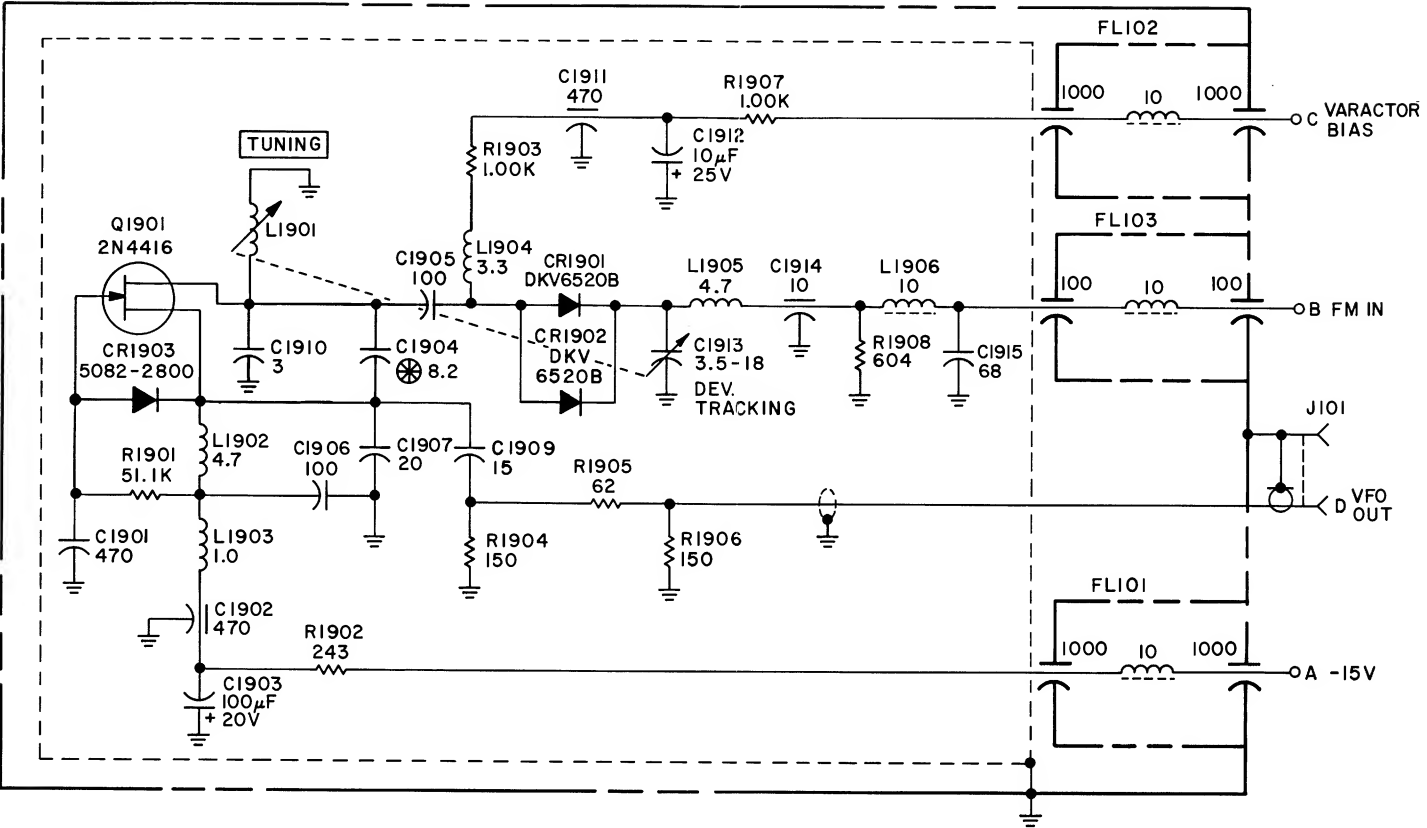 FL102
C1911
470
R1907
1.00K
1000
10
1000
C VARACTOR
BIAS
TUNING
R1903
1.00K
C1912
10µF
+ 25V
Q1901
2N4416
L1901
FL103
C1905
100
L1904
3.3
CR1901
DKV6520B
L1905
4.7
C1914
10
L1906
10
100
10
100
B FM IN
CR1903
5082-2800
C1910
3
C1904
8.2
CR1902
DKV
6520B
C1913
3.5-18
DEV.
TRACKING
R1908
604
C1915
68
J101
L1902
4.7
R1901
51.1K
C1906
100
C1907
20
C1909
15
R1905
62
D VFO
OUT
C1901
470
L1903
1.0
R1904
150
R1906
150
FL101
C1902
470
R1902
243
1000
10
1000
A -15V
C1903
100µF
+ 20V